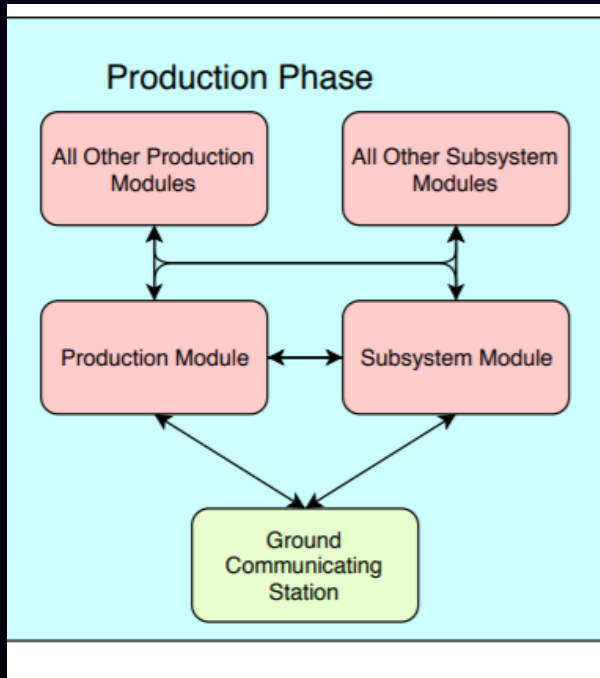 Production Phase
All Other Production
Modules
All Other Subsystem
Modules
Production Module
Subsystem Module
Ground
Communicating
Station